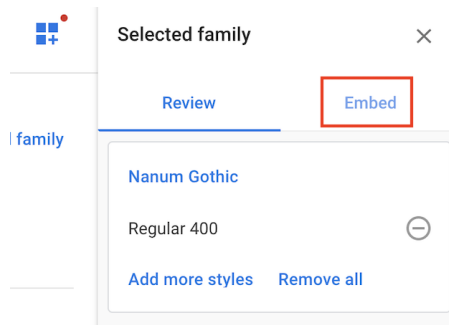 Selected family
Review
Embed
family
Nanum Gothic
Regular 400
Add more styles
Remove all